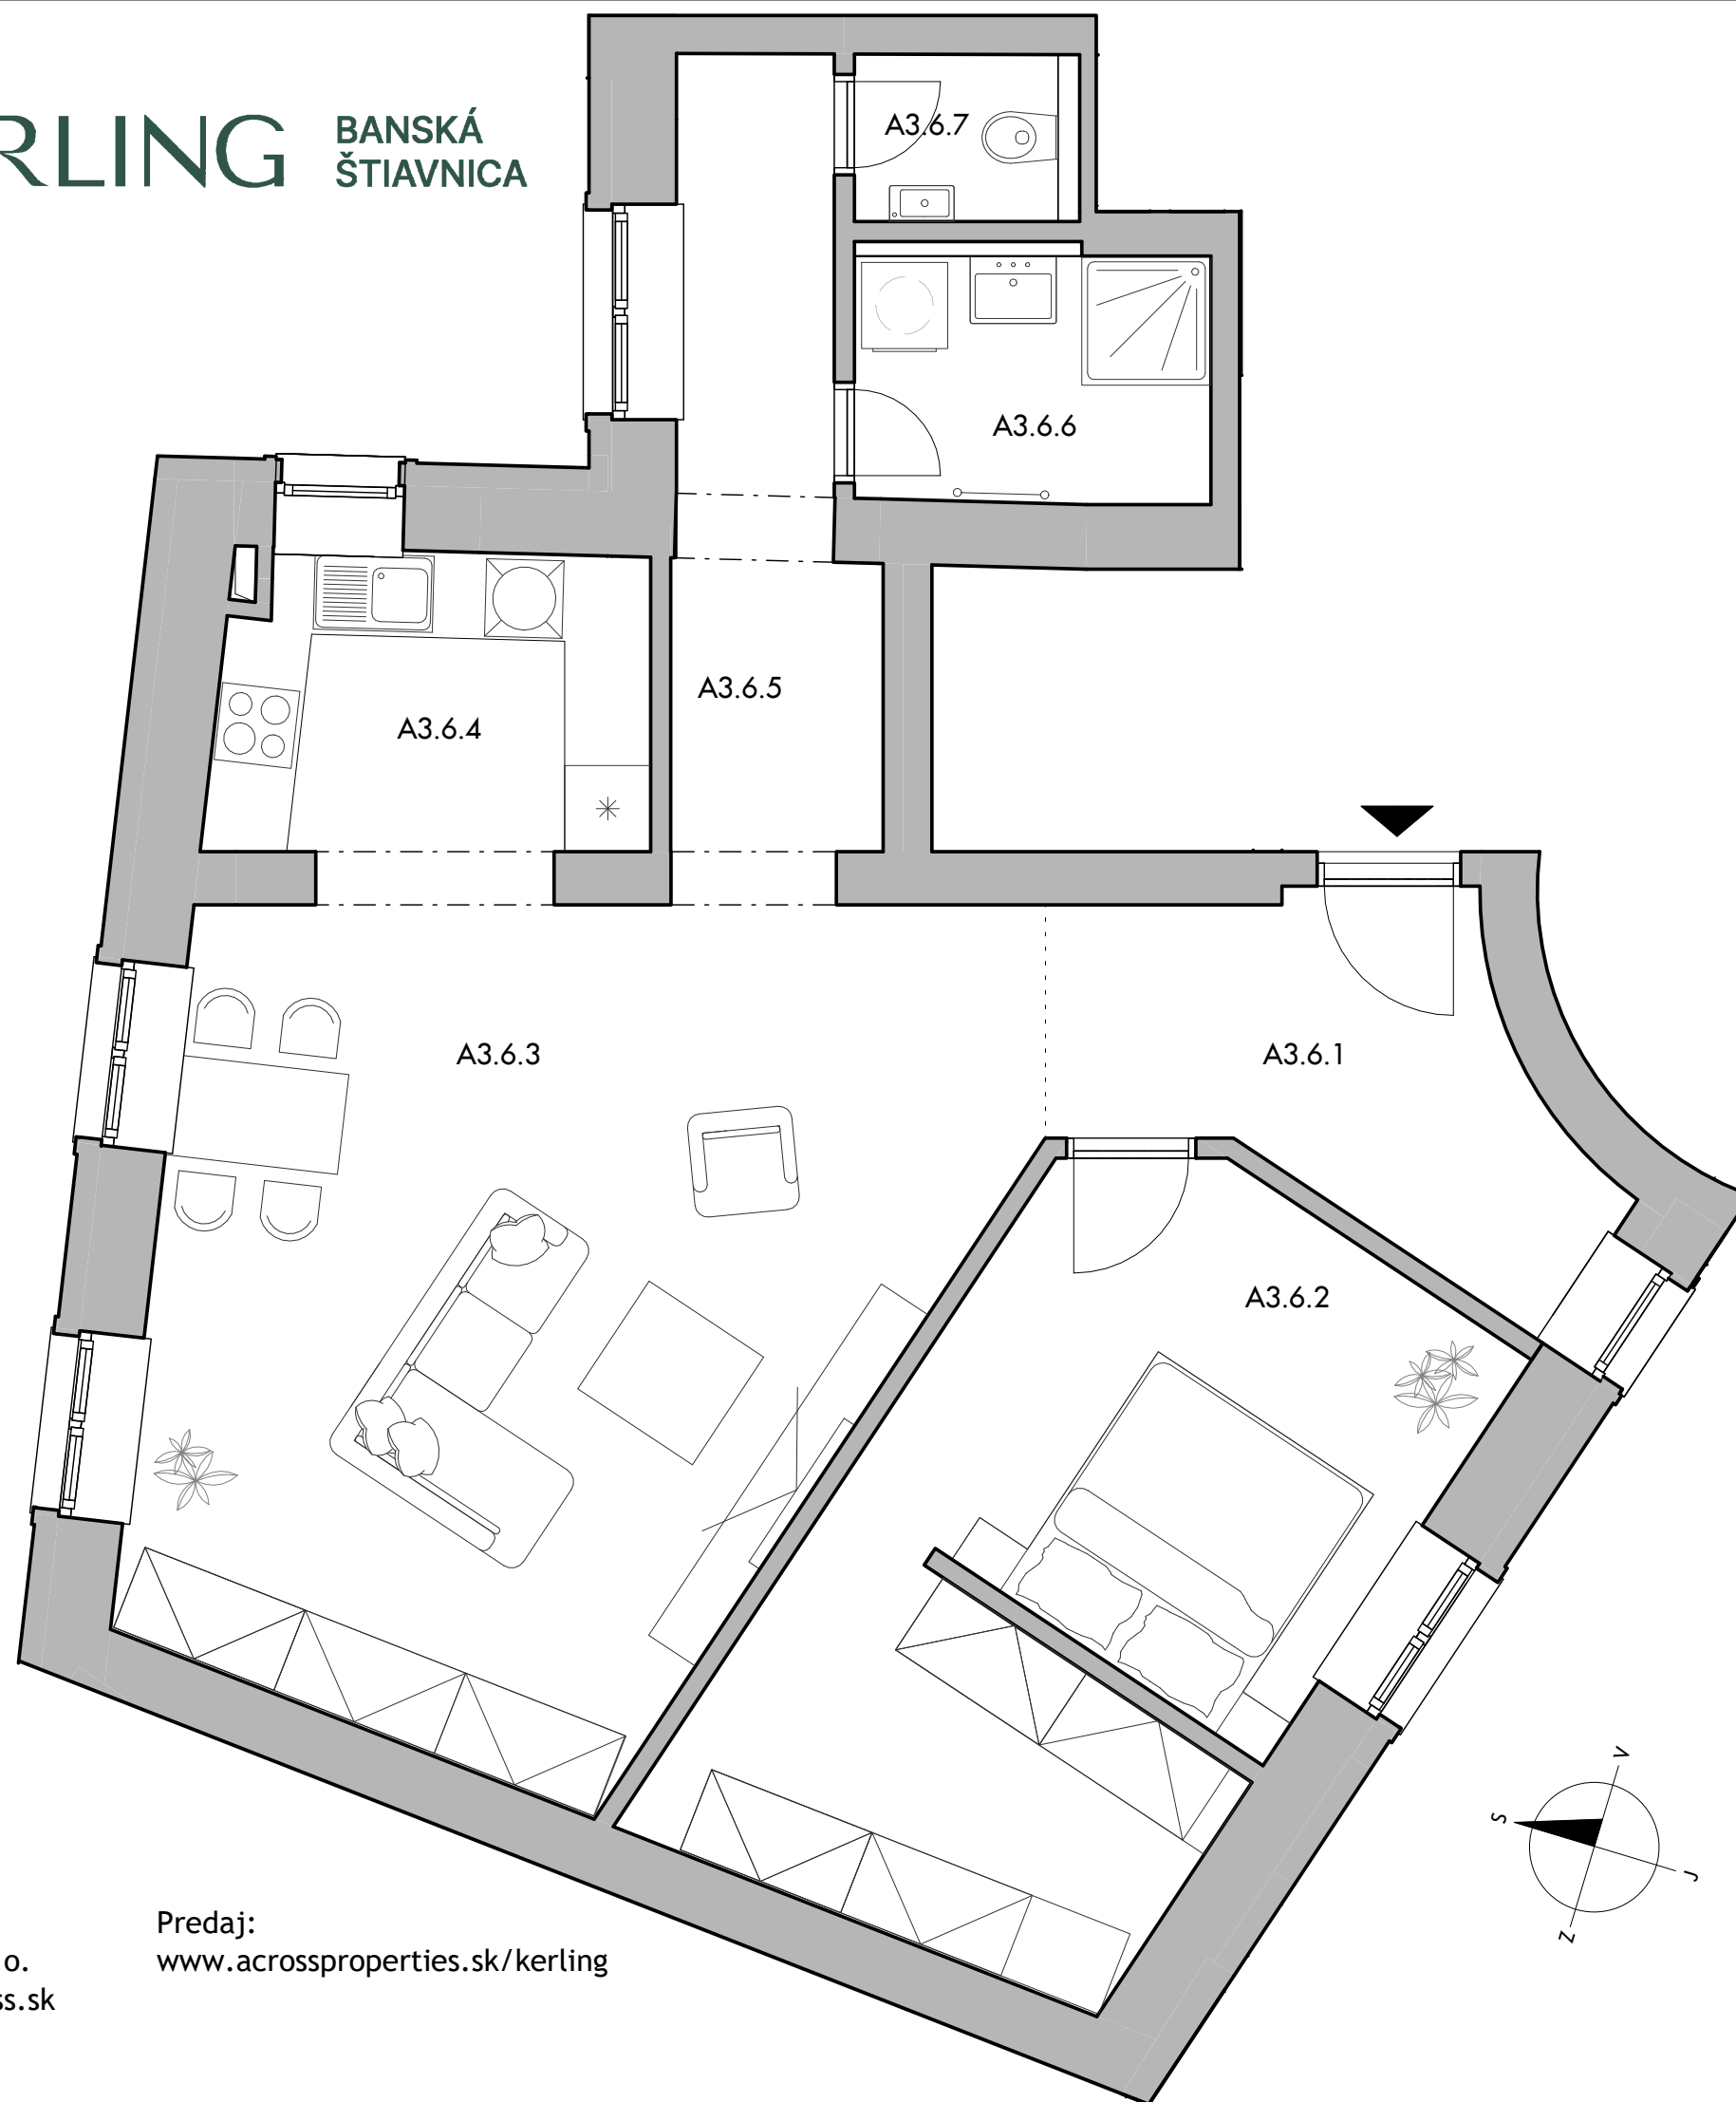 RLING
BANSKÁ
ŠTIAVNICA
A3.6.7
A3.6.6
A3.6.5
A3.6.4
A3.6.3
A3.6.1
A3.6.2
V
S
J
Z
Predaj:
www.acrossproperties.sk/kerling
.o.
ss.sk